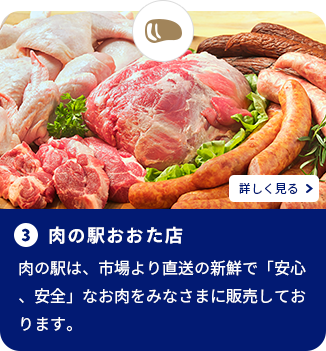 詳しく見る
3 肉の駅おおた店
肉の駅は、市場より直送の新鮮で「安心
、安全」なお肉をみなさまに販売してお
ります。